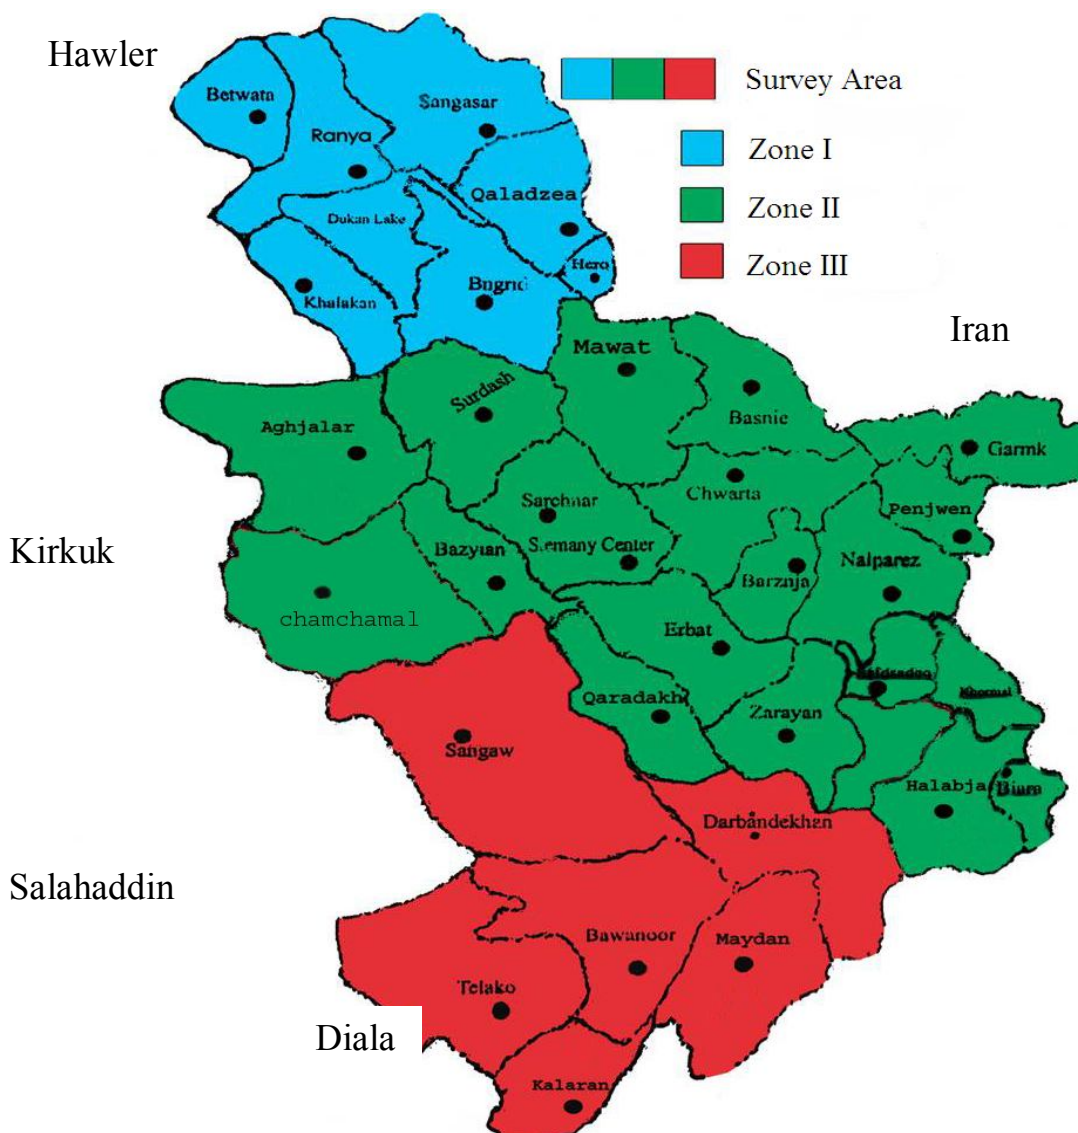 Hawler
Survey Area
Betwata
Sangasar
Ranya
Zone I
Qaladzea
Zone II
Dukan Lake
Zone III
Hero
Khalakan
Bngrid
Iran
Mawat
Surdash
Basnie
Aghjalar
Garmk
Chwarta
Sarchnar
Penjwen
Kirkuk
Bazyian
Slemany Center
Nalparez
Barznja
chamchamal
Erbat
Qaradakh
Zarayan
Sangaw
Halabja
Biara
Darbandekhan
Salahaddin
Bawanoor
Maydan
Telako
Diala
Kalaran